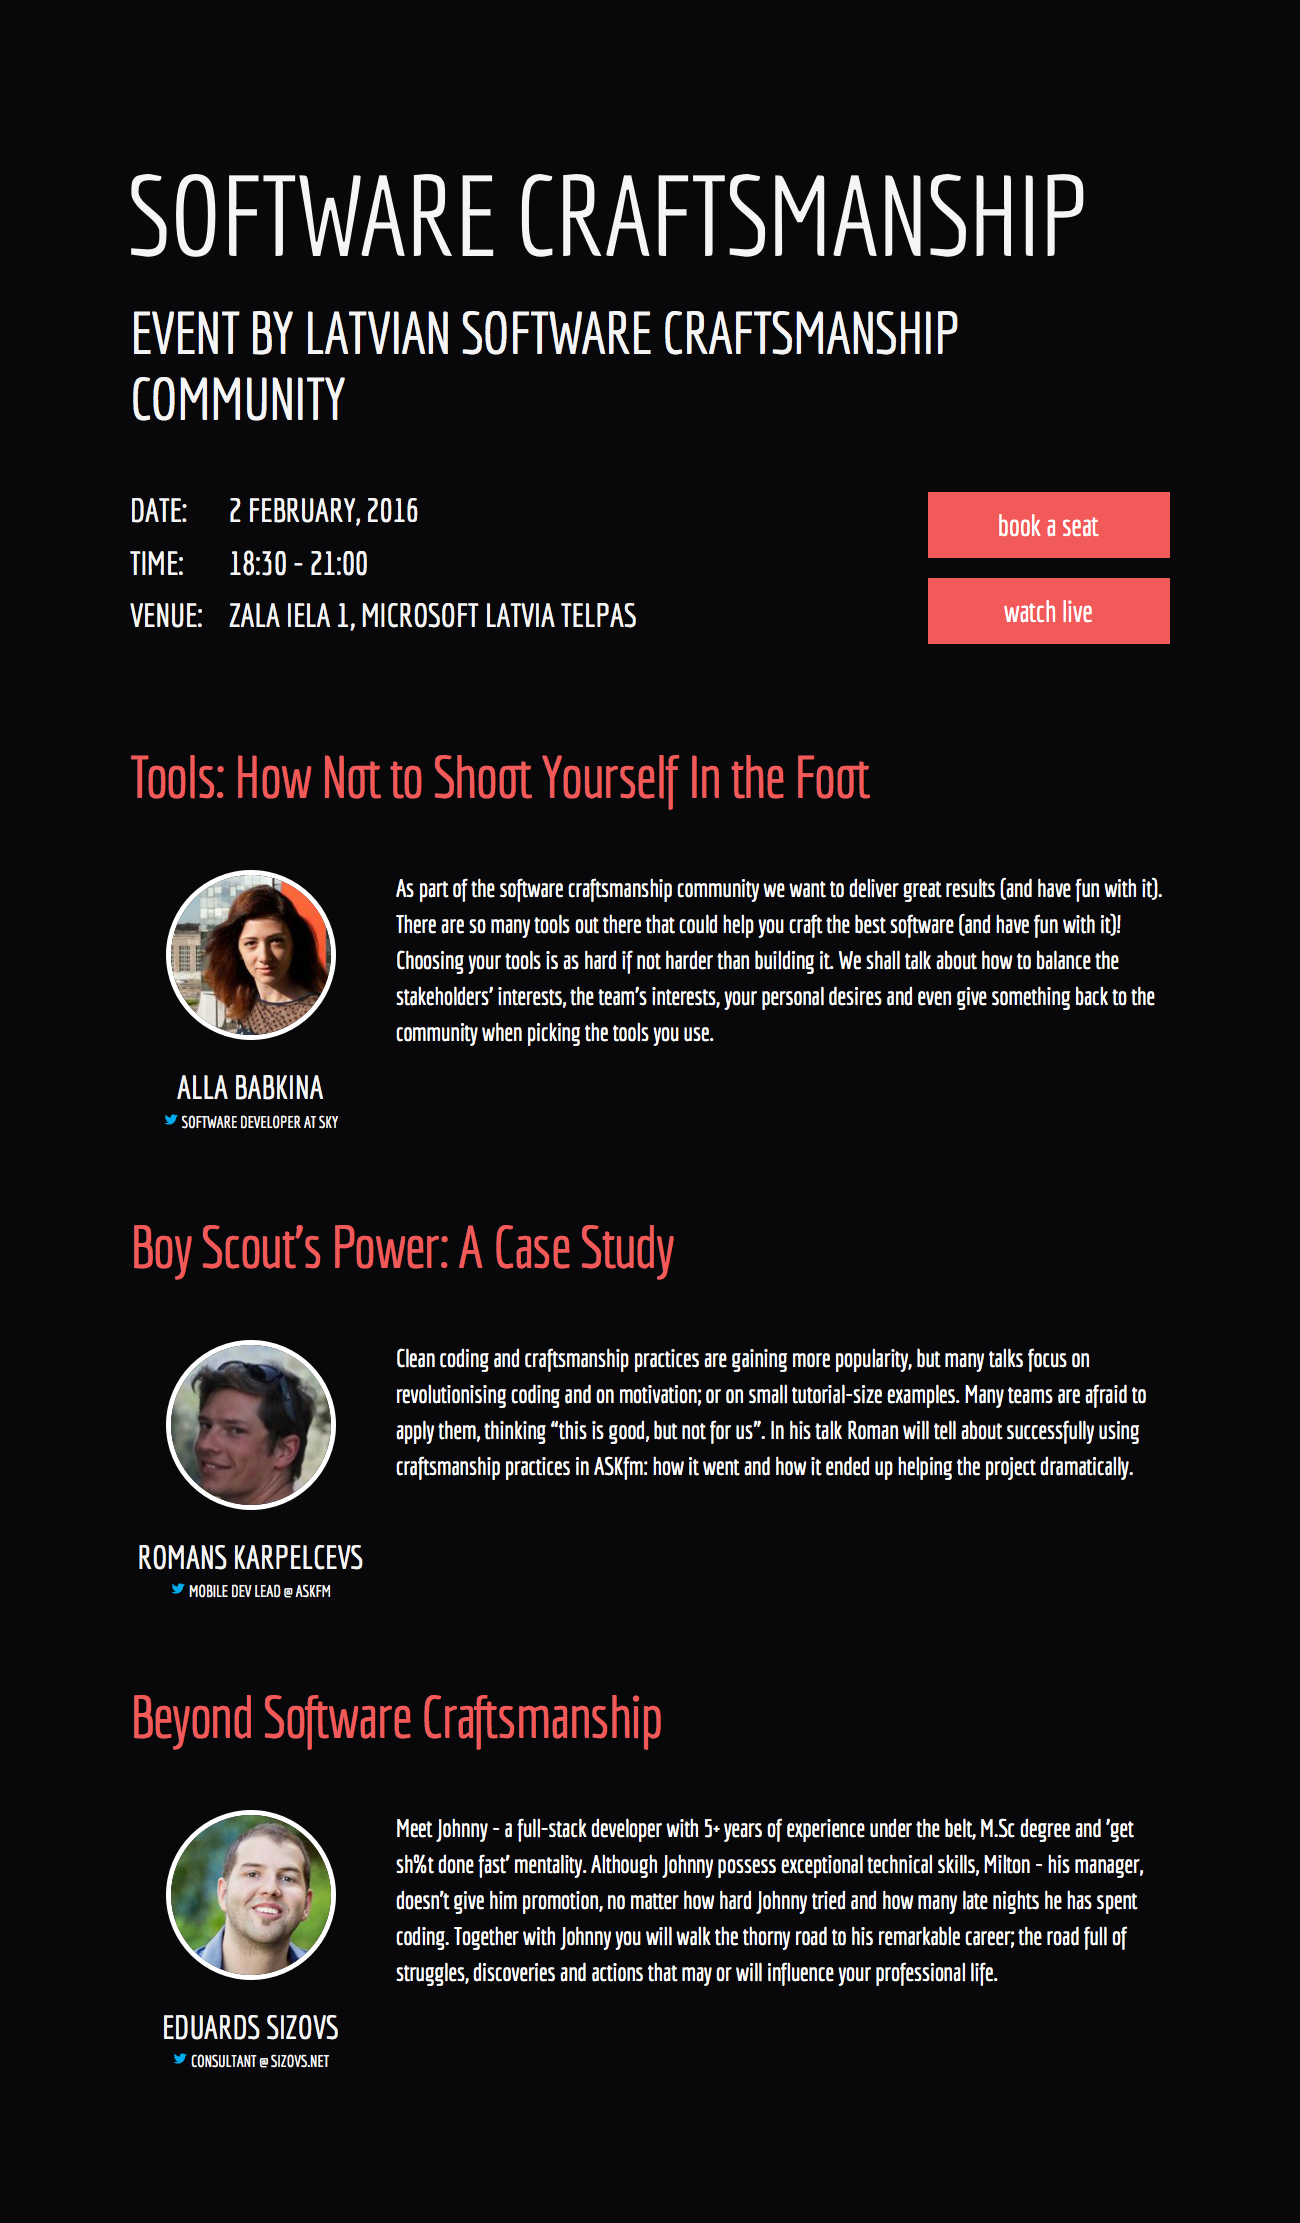 SOFTWARE CRAFTSMANSHIP
EVENT BY LATVIAN SOFTWARE CRAFTSMANSHIP
COMMUNITY
DATE: 2 FEBRUARY, 2016
TIME: 18:30 - 21:00
VENUE: ZALA IELA 1, MICROSOFT LATVIA TELPAS
book a seat
watch live
Tools: How Not to Shoot Yourself In the Foot
As part of the software craftsmanship community we want to deliver great results (and have fun with it).
There are so many tools out there that could help you craft the best software (and have fun with it)!
Choosing your tools is as hard if not harder than building it. We shall talk about how to balance the
stakeholders' interests, the team's interests, your personal desires and even give something back to the
community when picking the tools you use.
ALLA BABKINA
SOFTWARE DEVELOPER AT SKY
Boy Scout's Power: A Case Study
Clean coding and craftsmanship practices are gaining more popularity, but many talks focus on
revolutionising coding and on motivation; or on small tutorial-size examples. Many teams are afraid to
apply them, thinking “this is good, but not for us”. In his talk Roman will tell about successfully using
craftsmanship practices in ASKfm: how it went and how it ended up helping the project dramatically.
ROMANS KARPELCEVS
MOBILE DEV LEAD @ ASKFM
Beyond Software Craftsmanship
Meet Johnny - a full-stack developer with 5+ years of experience under the belt, M.Sc degree and 'get
sh%t done fast' mentality. Although Johnny possess exceptional technical skills, Milton - his manager,
doesn't give him promotion, no matter how hard Johnny tried and how many late nights he has spent
coding. Together with Johnny you will walk the thorny road to his remarkable career; the road full of
struggles, discoveries and actions that may or will influence your professional life.
EDUARDS SIZOVS
CONSULTANT @ SIZOVS.NET